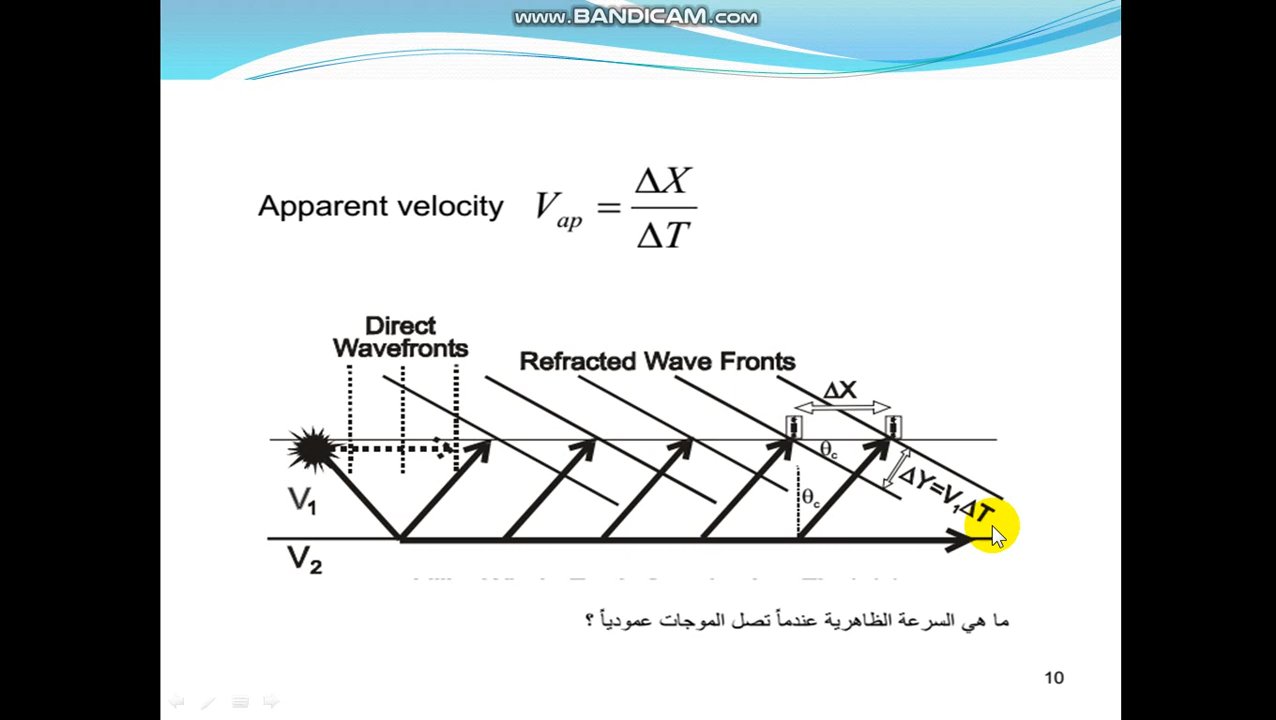 www.BANDICAM.com
Apparent velocity V_ap = ΔX / ΔT
Direct
Wavefronts
Refracted Wave Fronts
ΔX
θc
θc
ΔY=V₁ΔT
V₁
V₂
ما هي السرعة الظاهرية عندماً تصل الموجات عمودياً ؟
10